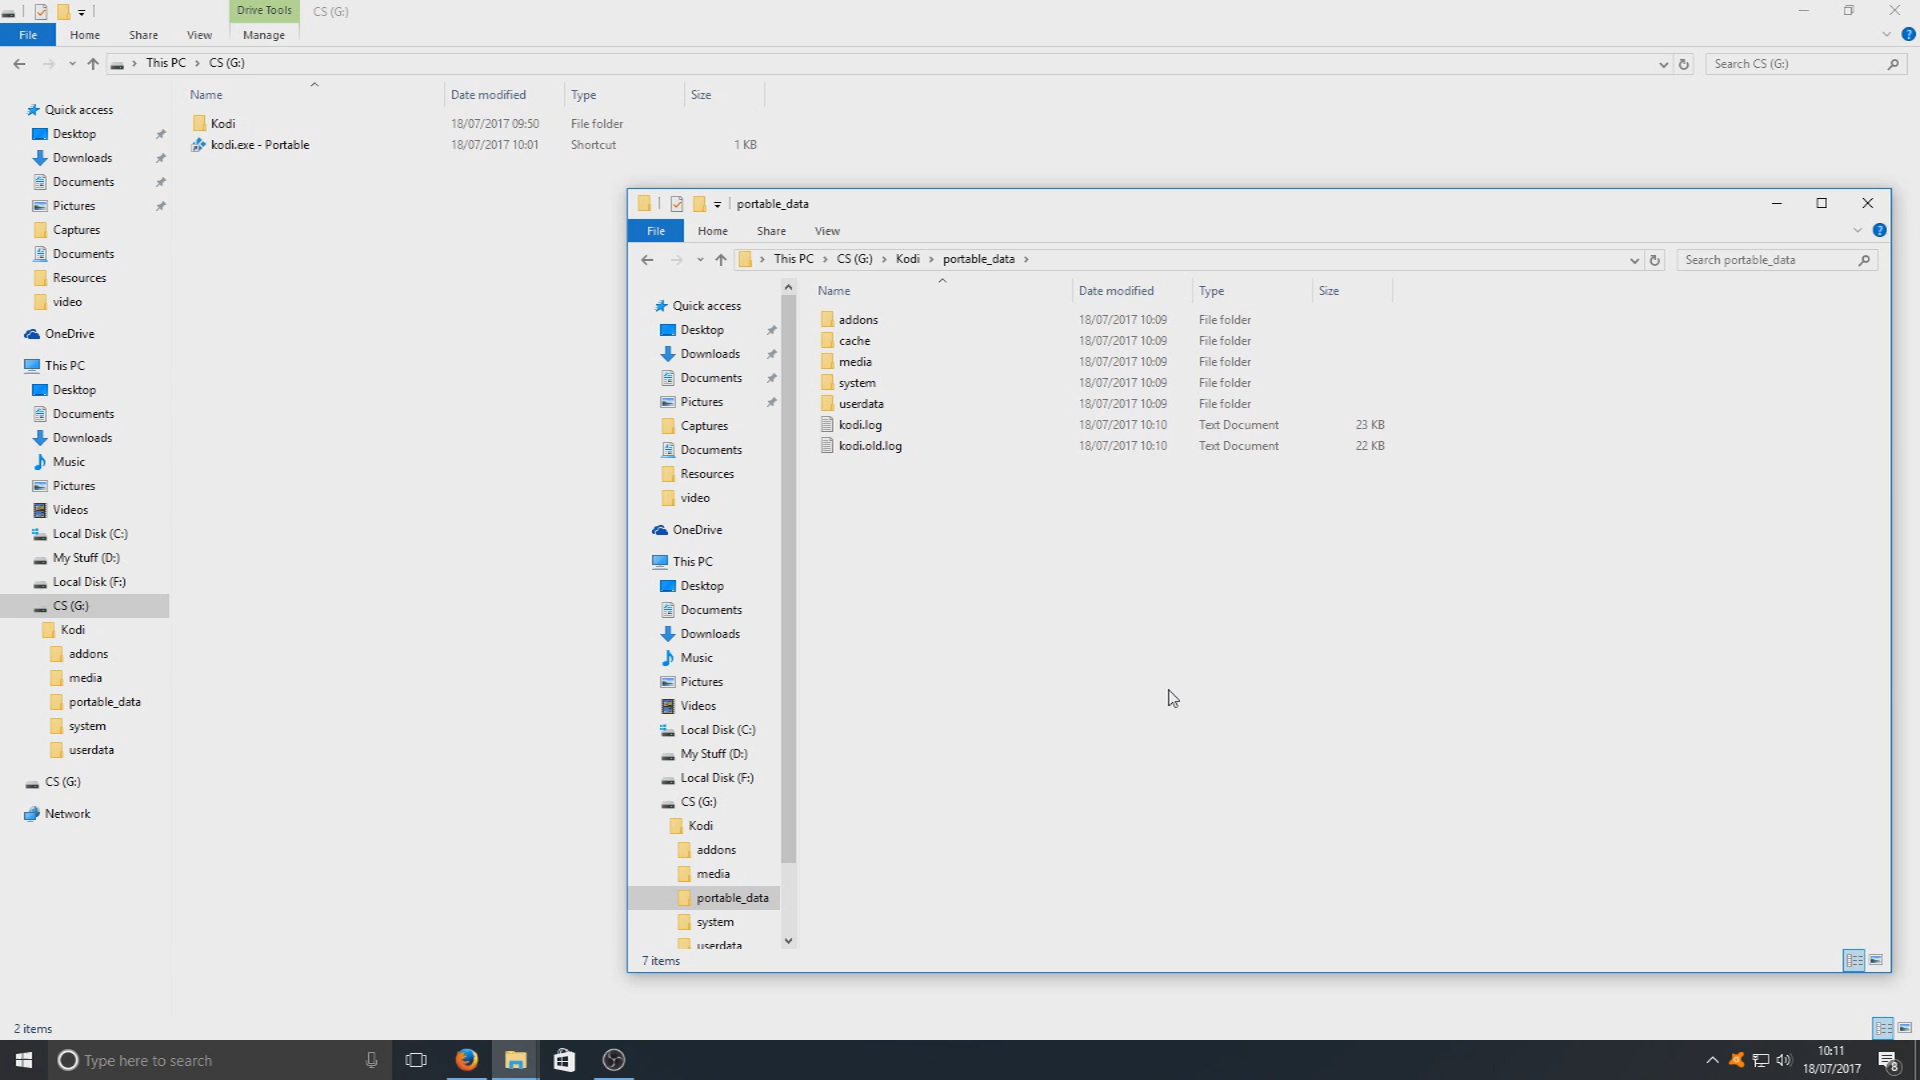 Drive Tools
CS (G:)
File
Home
Share
View
Manage
This PC
CS (G:)
Search CS (G:)
Name
Date modified
Type
Size
Kodi
18/07/2017 09:50
File folder
kodi.exe - Portable
18/07/2017 10:01
Shortcut
1 KB
Quick access
Desktop
Downloads
Documents
Pictures
Captures
Documents
Resources
video
OneDrive
This PC
Desktop
Documents
Downloads
Music
Pictures
Videos
Local Disk (C:)
My Stuff (D:)
Local Disk (F:)
CS (G:)
Kodi
addons
media
portable_data
system
userdata
CS (G:)
Network
2 items
portable_data
File
Home
Share
View
This PC
CS (G:)
Kodi
portable_data
Search portable_data
Name
Date modified
Type
Size
addons
18/07/2017 10:09
File folder
cache
18/07/2017 10:09
File folder
media
18/07/2017 10:09
File folder
system
18/07/2017 10:09
File folder
userdata
18/07/2017 10:09
File folder
kodi.log
18/07/2017 10:10
Text Document
23 KB
kodi.old.log
18/07/2017 10:10
Text Document
22 KB
Quick access
Desktop
Downloads
Documents
Pictures
Captures
Documents
Resources
video
OneDrive
This PC
Desktop
Documents
Downloads
Music
Pictures
Videos
Local Disk (C:)
My Stuff (D:)
Local Disk (F:)
CS (G:)
Kodi
addons
media
portable_data
system
userdata
7 items
Type here to search
10:11
18/07/2017
8